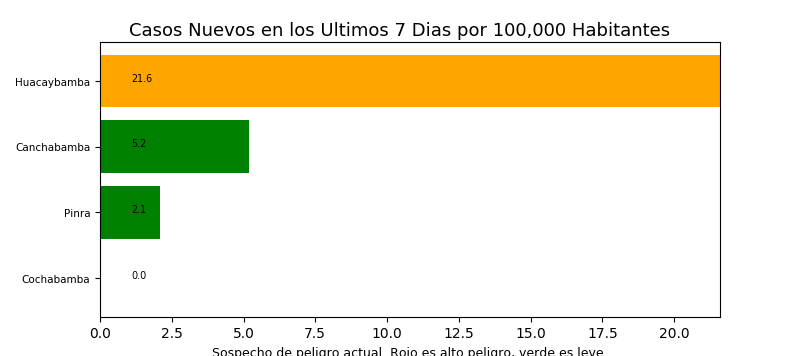 Casos Nuevos en los Ultimos 7 Dias por 100,000 Habitantes
Huacaybamba 21.6
Canchabamba 5.2
Pinra 2.1
Cochabamba 0.0
0.0 2.5 5.0 7.5 10.0 12.5 15.0 17.5 20.0
Sospecho de peligro actual. Rojo es alto peligro, verde es leve